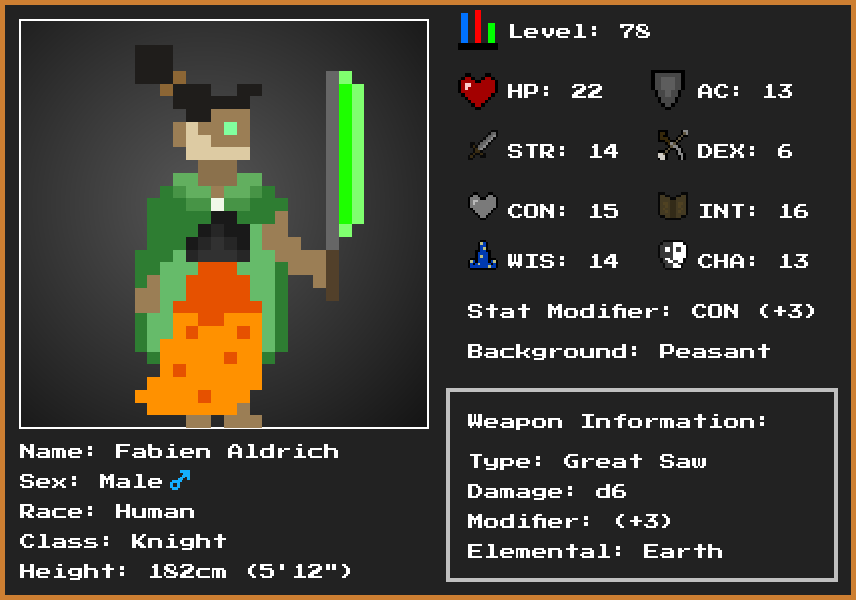 Level: 78
HP: 22
AC: 13
STR: 14
DEX: 6
CON: 15
INT: 16
WIS: 14
CHA: 13
Stat Modifier: CON (+3)
Background: Peasant
Weapon Information:
Type: Great Saw
Damage: d6
Modifier: (+3)
Elemental: Earth
Name: Fabien Aldrich
Sex: Male♂
Race: Human
Class: Knight
Height: 182cm (5'12")